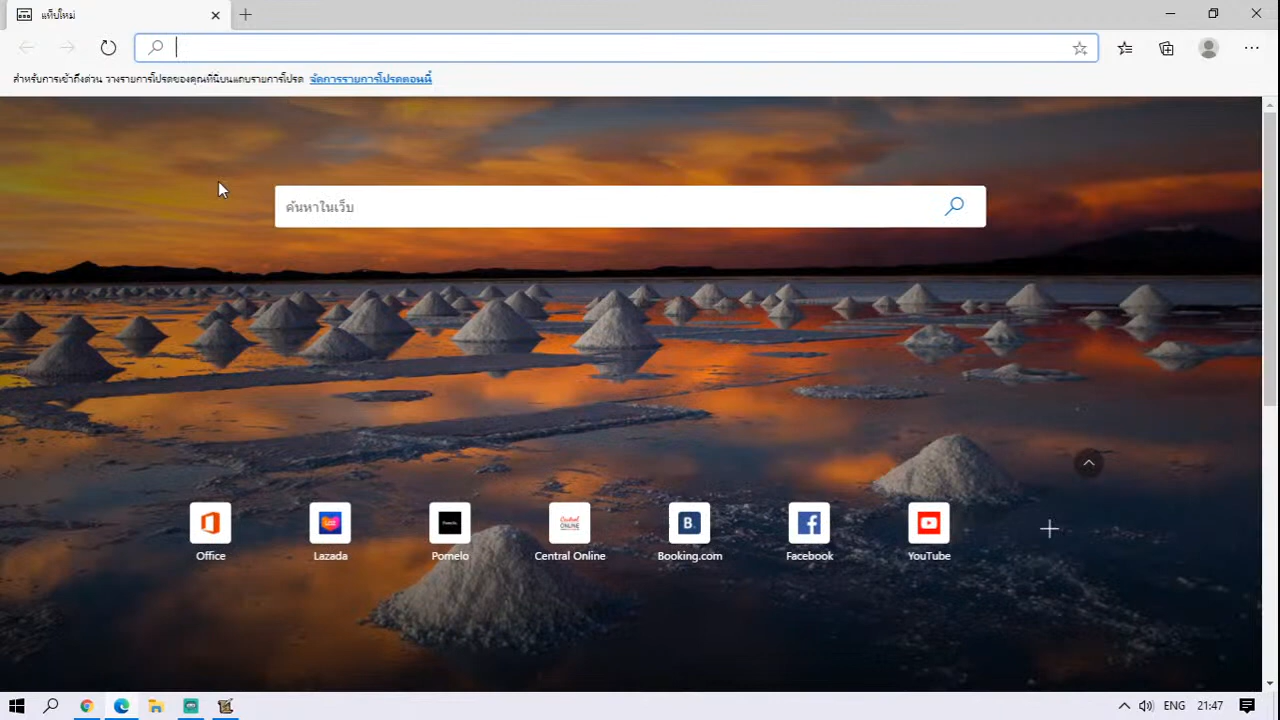 แท็บใหม่
สำหรับการเข้าถึงด่วน วางรายการโปรดของคุณที่นี่บนแถบรายการโปรด จัดการรายการโปรดตอนนี้
ค้นหาในเว็บ
Office
Lazada
Pomelo
Central Online
Booking.com
Facebook
YouTube
ENG 21:47